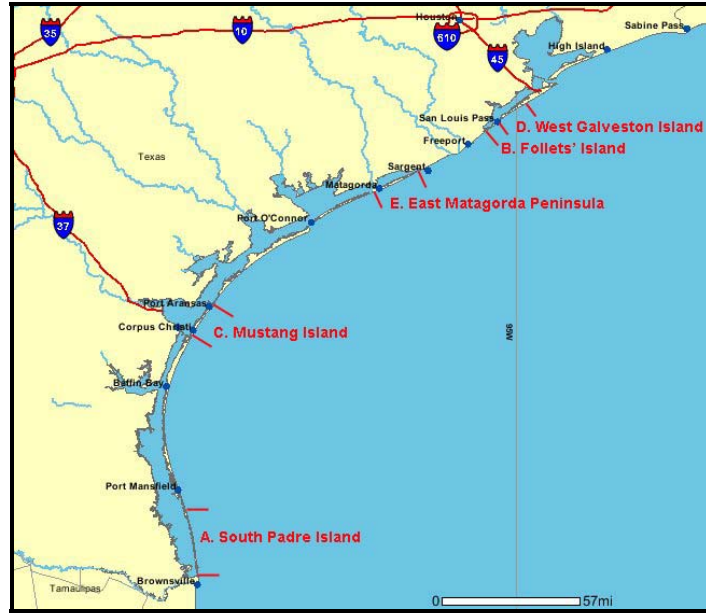 Houston
Sabine Pass
35
10
610
High Island
45
San Louis Pass
D. West Galveston Island
B. Follets' Island
Freeport
Texas
Sargent
Matagorda
E. East Matagorda Peninsula
Port O'Connor
37
Port Aransas
C. Mustang Island
Corpus Christi
95W
Baffin Bay
Port Mansfield
A. South Padre Island
Brownsville
Tamaulipas
0
57mi